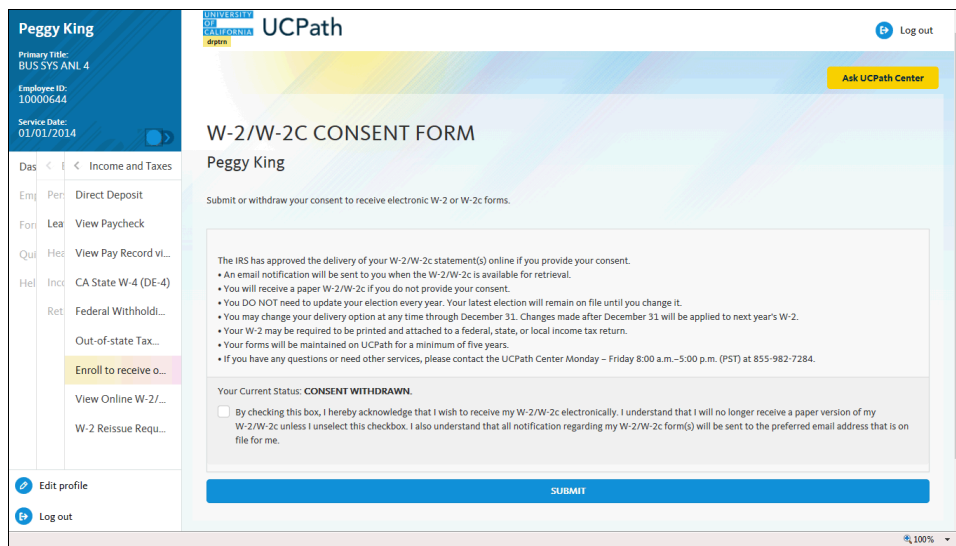 Peggy King
Primary Title:
BUS SYS ANL 4
Employee ID:
10000644
Service Date:
01/01/2014
UNIVERSITY
OF
CALIFORNIA
drptrn
UCPath
Log out
Ask UCPath Center
Das
Emp
For
Qui
Hel
Per
Lea
Hea
Inco
Ret
Income and Taxes
Direct Deposit
View Paycheck
View Pay Record vi...
CA State W-4 (DE-4)
Federal Withholdi...
Out-of-state Tax...
Enroll to receive o...
View Online W-2/...
W-2 Reissue Requ...
Edit profile
Log out
W-2/W-2C CONSENT FORM
Peggy King
Submit or withdraw your consent to receive electronic W-2 or W-2c forms.
The IRS has approved the delivery of your W-2/W-2c statement(s) online if you provide your consent.
• An email notification will be sent to you when the W-2/W-2c is available for retrieval.
• You will receive a paper W-2/W-2c if you do not provide your consent.
• You DO NOT need to update your election every year. Your latest election will remain on file until you change it.
• You may change your delivery option at any time through December 31. Changes made after December 31 will be applied to next year's W-2.
• Your W-2 may be required to be printed and attached to a federal, state, or local income tax return.
• Your forms will be maintained on UCPath for a minimum of five years.
• If you have any questions or need other services, please contact the UCPath Center Monday – Friday 8:00 a.m.–5:00 p.m. (PST) at 855-982-7284.
Your Current Status: CONSENT WITHDRAWN.
By checking this box, I hereby acknowledge that I wish to receive my W-2/W-2c electronically. I understand that I will no longer receive a paper version of my
W-2/W-2c unless I unselect this checkbox. I also understand that all notification regarding my W-2/W-2c form(s) will be sent to the preferred email address that is on
file for me.
SUBMIT
100%